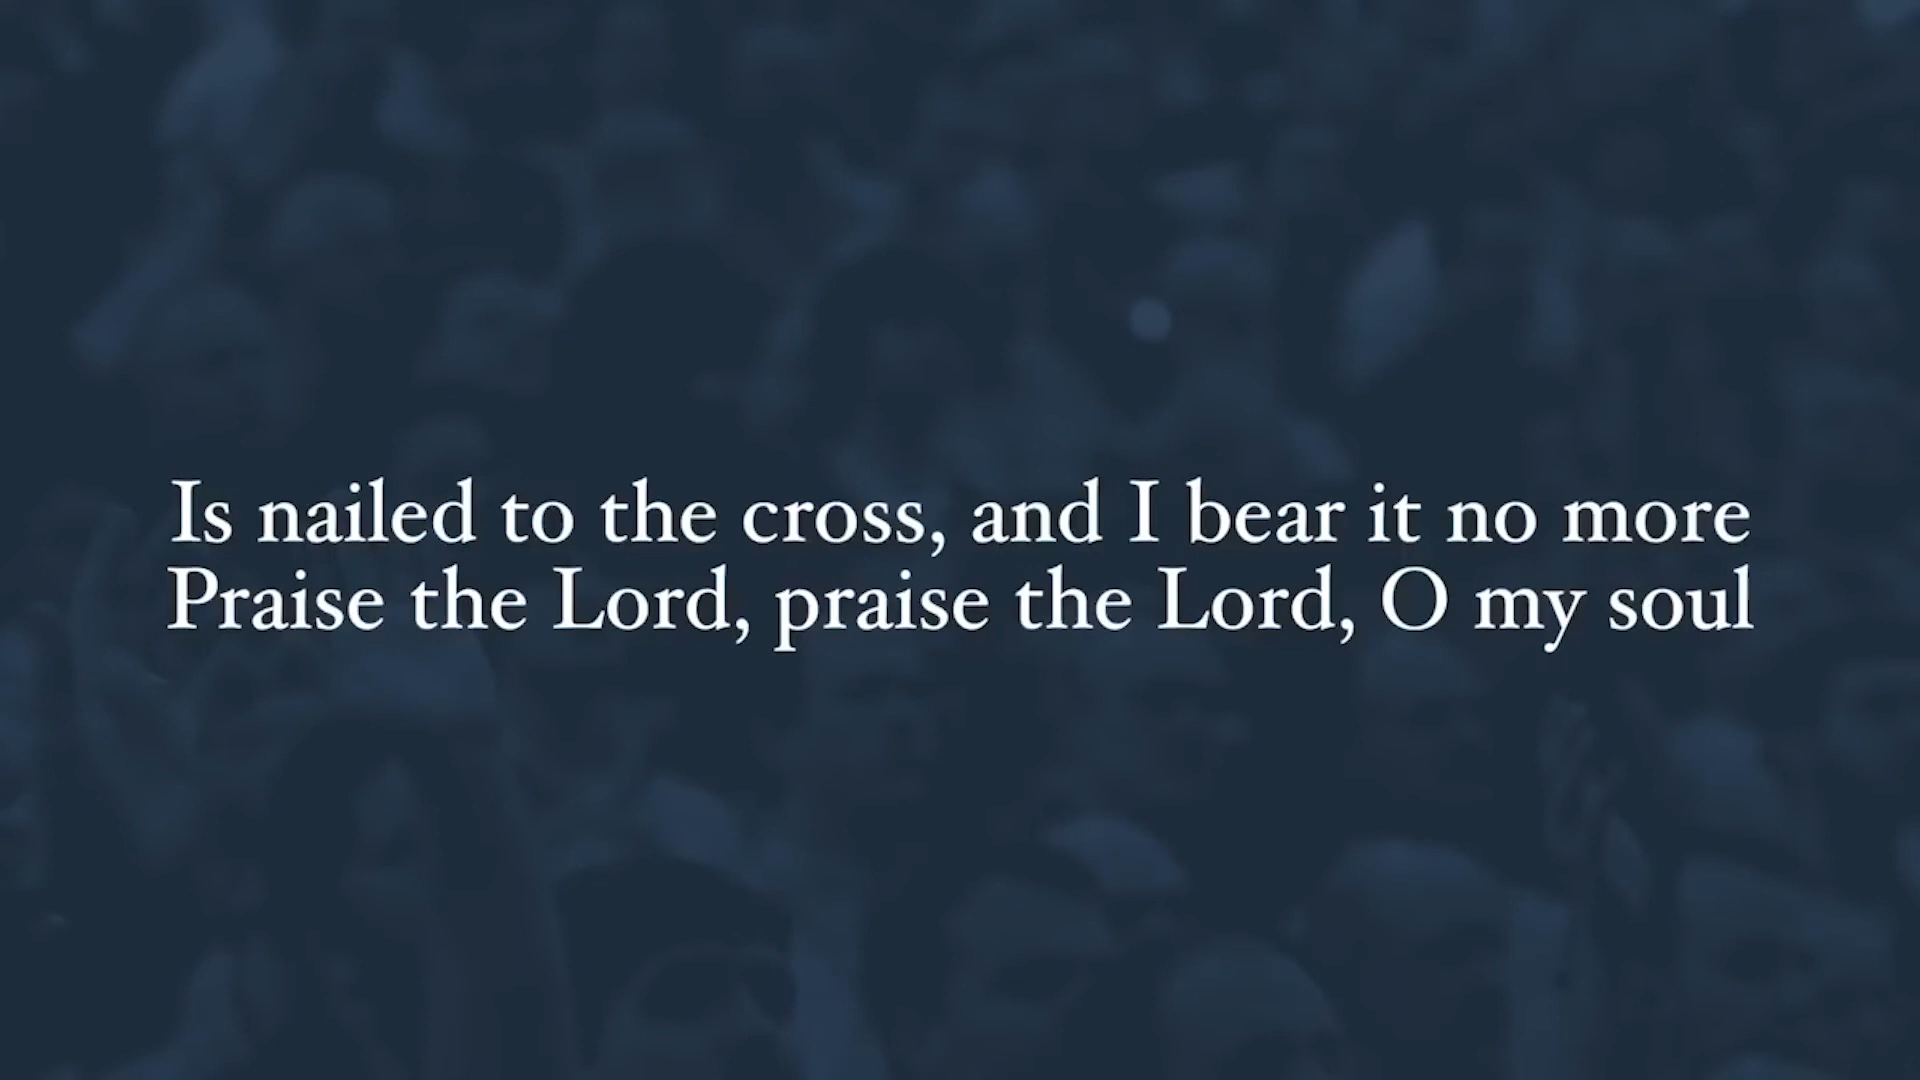 Is nailed to the cross, and I bear it no more
Praise the Lord, praise the Lord, O my soul